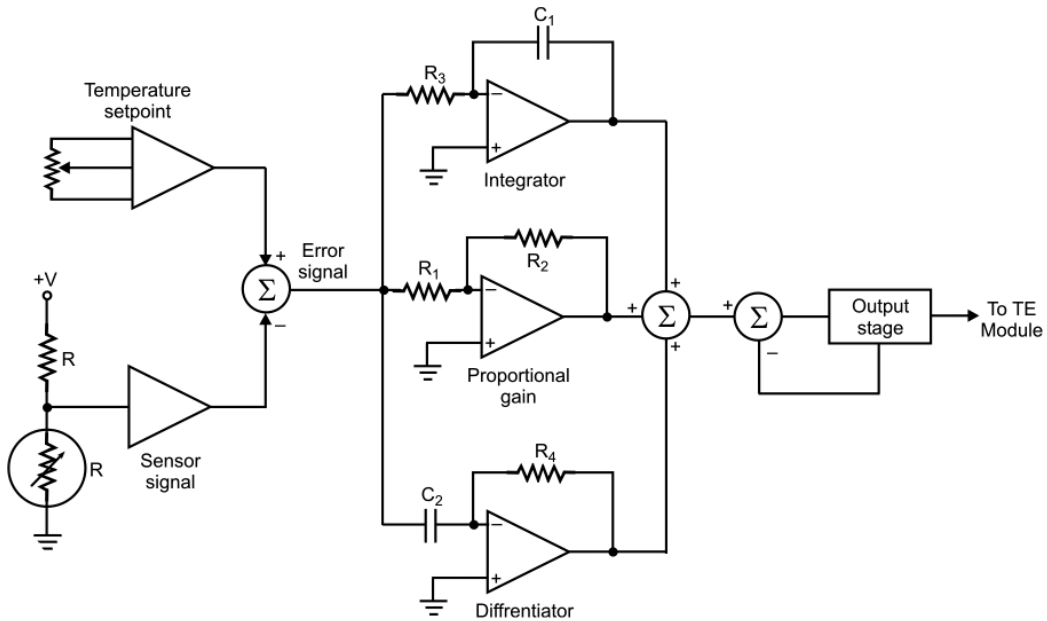 C₁
R₃
−
+
Integrator
Temperature
setpoint
+
Σ
−
Error
signal
R₁
R₂
−
+
Proportional
gain
+
+
Σ
+
+
Σ
−
Output
stage
To TE
Module
+V
R
R
Sensor
signal
C₂
R₄
−
+
Diffrentiator